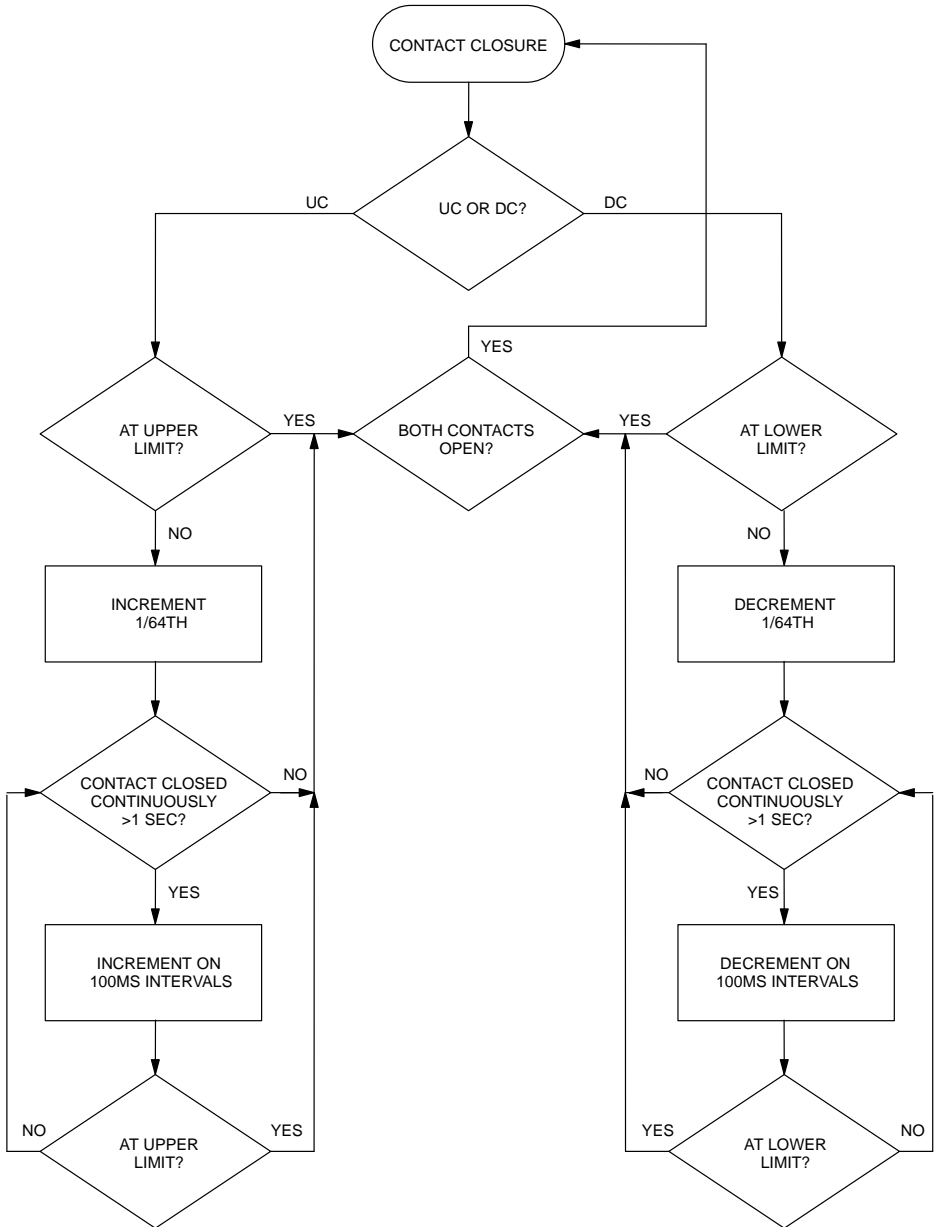 CONTACT CLOSURE
UC
UC OR DC?
DC
YES
AT UPPER
LIMIT?
YES
BOTH CONTACTS
OPEN?
YES
AT LOWER
LIMIT?
NO
NO
INCREMENT
1/64TH
DECREMENT
1/64TH
CONTACT CLOSED
CONTINUOUSLY
>1 SEC?
NO
NO
CONTACT CLOSED
CONTINUOUSLY
>1 SEC?
YES
YES
INCREMENT ON
100MS INTERVALS
DECREMENT ON
100MS INTERVALS
NO
AT UPPER
LIMIT?
YES
YES
AT LOWER
LIMIT?
NO